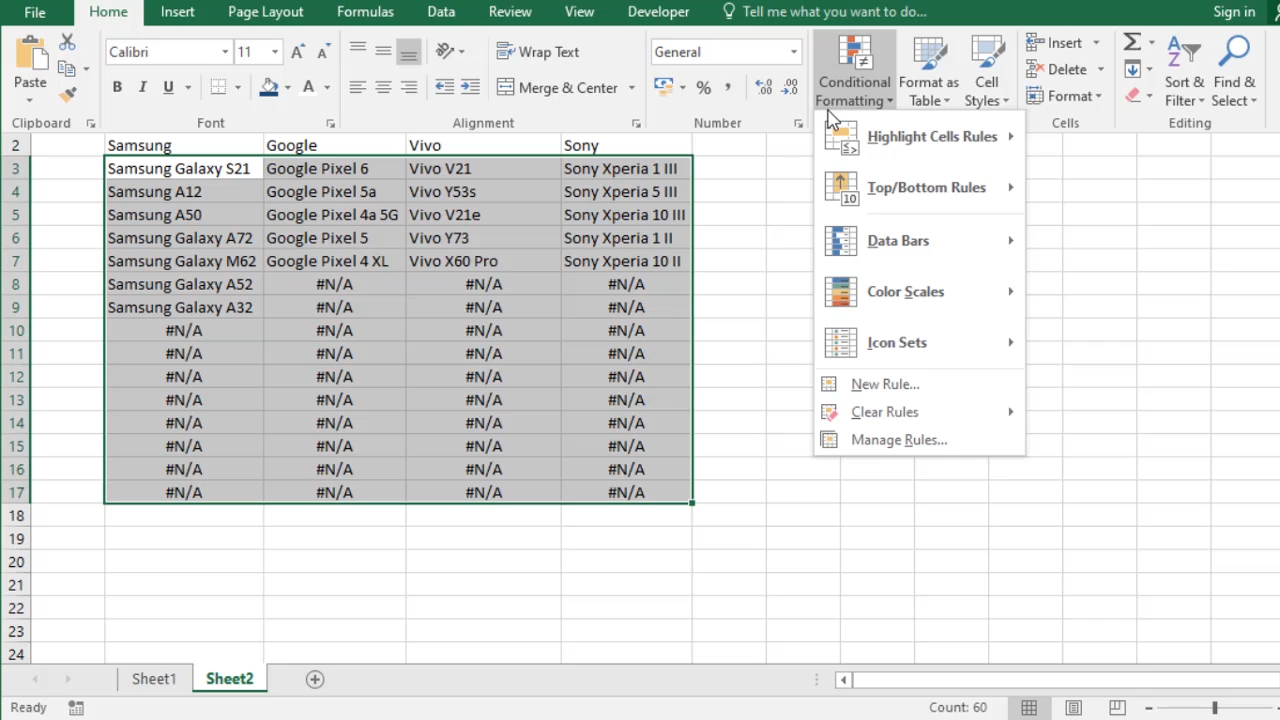 File Home Insert Page Layout Formulas Data Review View Developer Tell me what you want to do... Sign in
Paste
Clipboard
Calibri 11
B I U
Font
Wrap Text
Merge & Center
Alignment
General
% ,
Number
Conditional Formatting
Format as Table
Cell Styles
Insert
Delete
Format
Cells
Sort & Filter
Find & Select
Editing
Highlight Cells Rules
Top/Bottom Rules
Data Bars
Color Scales
Icon Sets
New Rule...
Clear Rules
Manage Rules...
2 Samsung Google Vivo Sony
3 Samsung Galaxy S21 Google Pixel 6 Vivo V21 Sony Xperia 1 III
4 Samsung A12 Google Pixel 5a Vivo Y53s Sony Xperia 5 III
5 Samsung A50 Google Pixel 4a 5G Vivo V21e Sony Xperia 10 III
6 Samsung Galaxy A72 Google Pixel 5 Vivo Y73 Sony Xperia 1 II
7 Samsung Galaxy M62 Google Pixel 4 XL Vivo X60 Pro Sony Xperia 10 II
8 Samsung Galaxy A52 #N/A #N/A #N/A
9 Samsung Galaxy A32 #N/A #N/A #N/A
10 #N/A #N/A #N/A #N/A
11 #N/A #N/A #N/A #N/A
12 #N/A #N/A #N/A #N/A
13 #N/A #N/A #N/A #N/A
14 #N/A #N/A #N/A #N/A
15 #N/A #N/A #N/A #N/A
16 #N/A #N/A #N/A #N/A
17 #N/A #N/A #N/A #N/A
18
19
20
21
22
23
24
Sheet1 Sheet2
Ready Count: 60